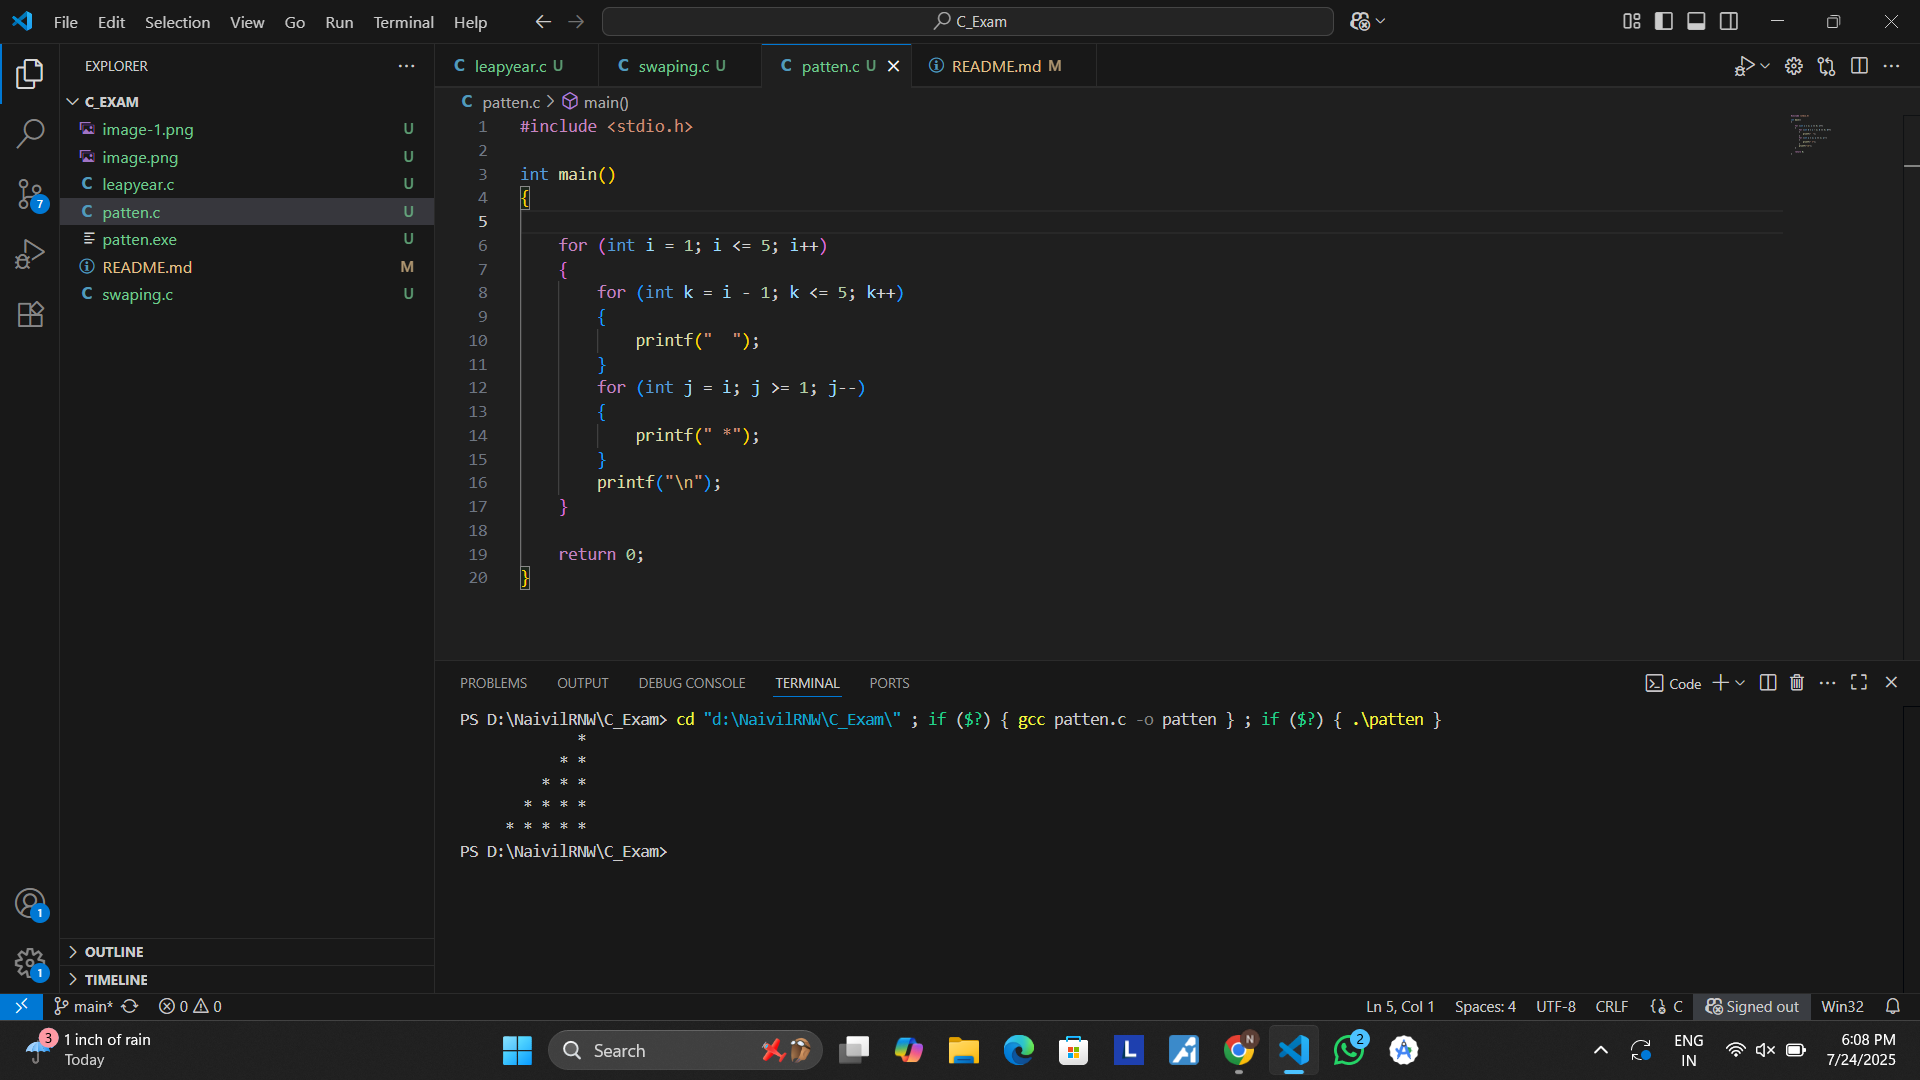 File Edit Selection View Go Run Terminal Help
C_Exam
EXPLORER
C_EXAM
image-1.png U
image.png U
leapyear.c U
patten.c U
patten.exe U
README.md M
swaping.c U
OUTLINE
TIMELINE
7
1
1
leapyear.c U
swaping.c U
patten.c U
README.md M
patten.c > main()
1 #include <stdio.h>
2
3 int main()
4 {
5
6 for (int i = 1; i <= 5; i++)
7 {
8 for (int k = i - 1; k <= 5; k++)
9 {
10 printf("  ");
11 }
12 for (int j = i; j >= 1; j--)
13 {
14 printf(" *");
15 }
16 printf("\n");
17 }
18
19 return 0;
20 }
PROBLEMS OUTPUT DEBUG CONSOLE TERMINAL PORTS
Code
PS D:\NaivilRNW\C_Exam> cd "d:\NaivilRNW\C_Exam\" ; if ($?) { gcc patten.c -o patten } ; if ($?) { .\patten }
*
* *
* * *
* * * *
* * * * *
PS D:\NaivilRNW\C_Exam>
main* 0 0
Ln 5, Col 1 Spaces: 4 UTF-8 CRLF {} C Signed out Win32
3
1 inch of rain
Today
Search
L
N
2
ENG
IN
6:08 PM
7/24/2025